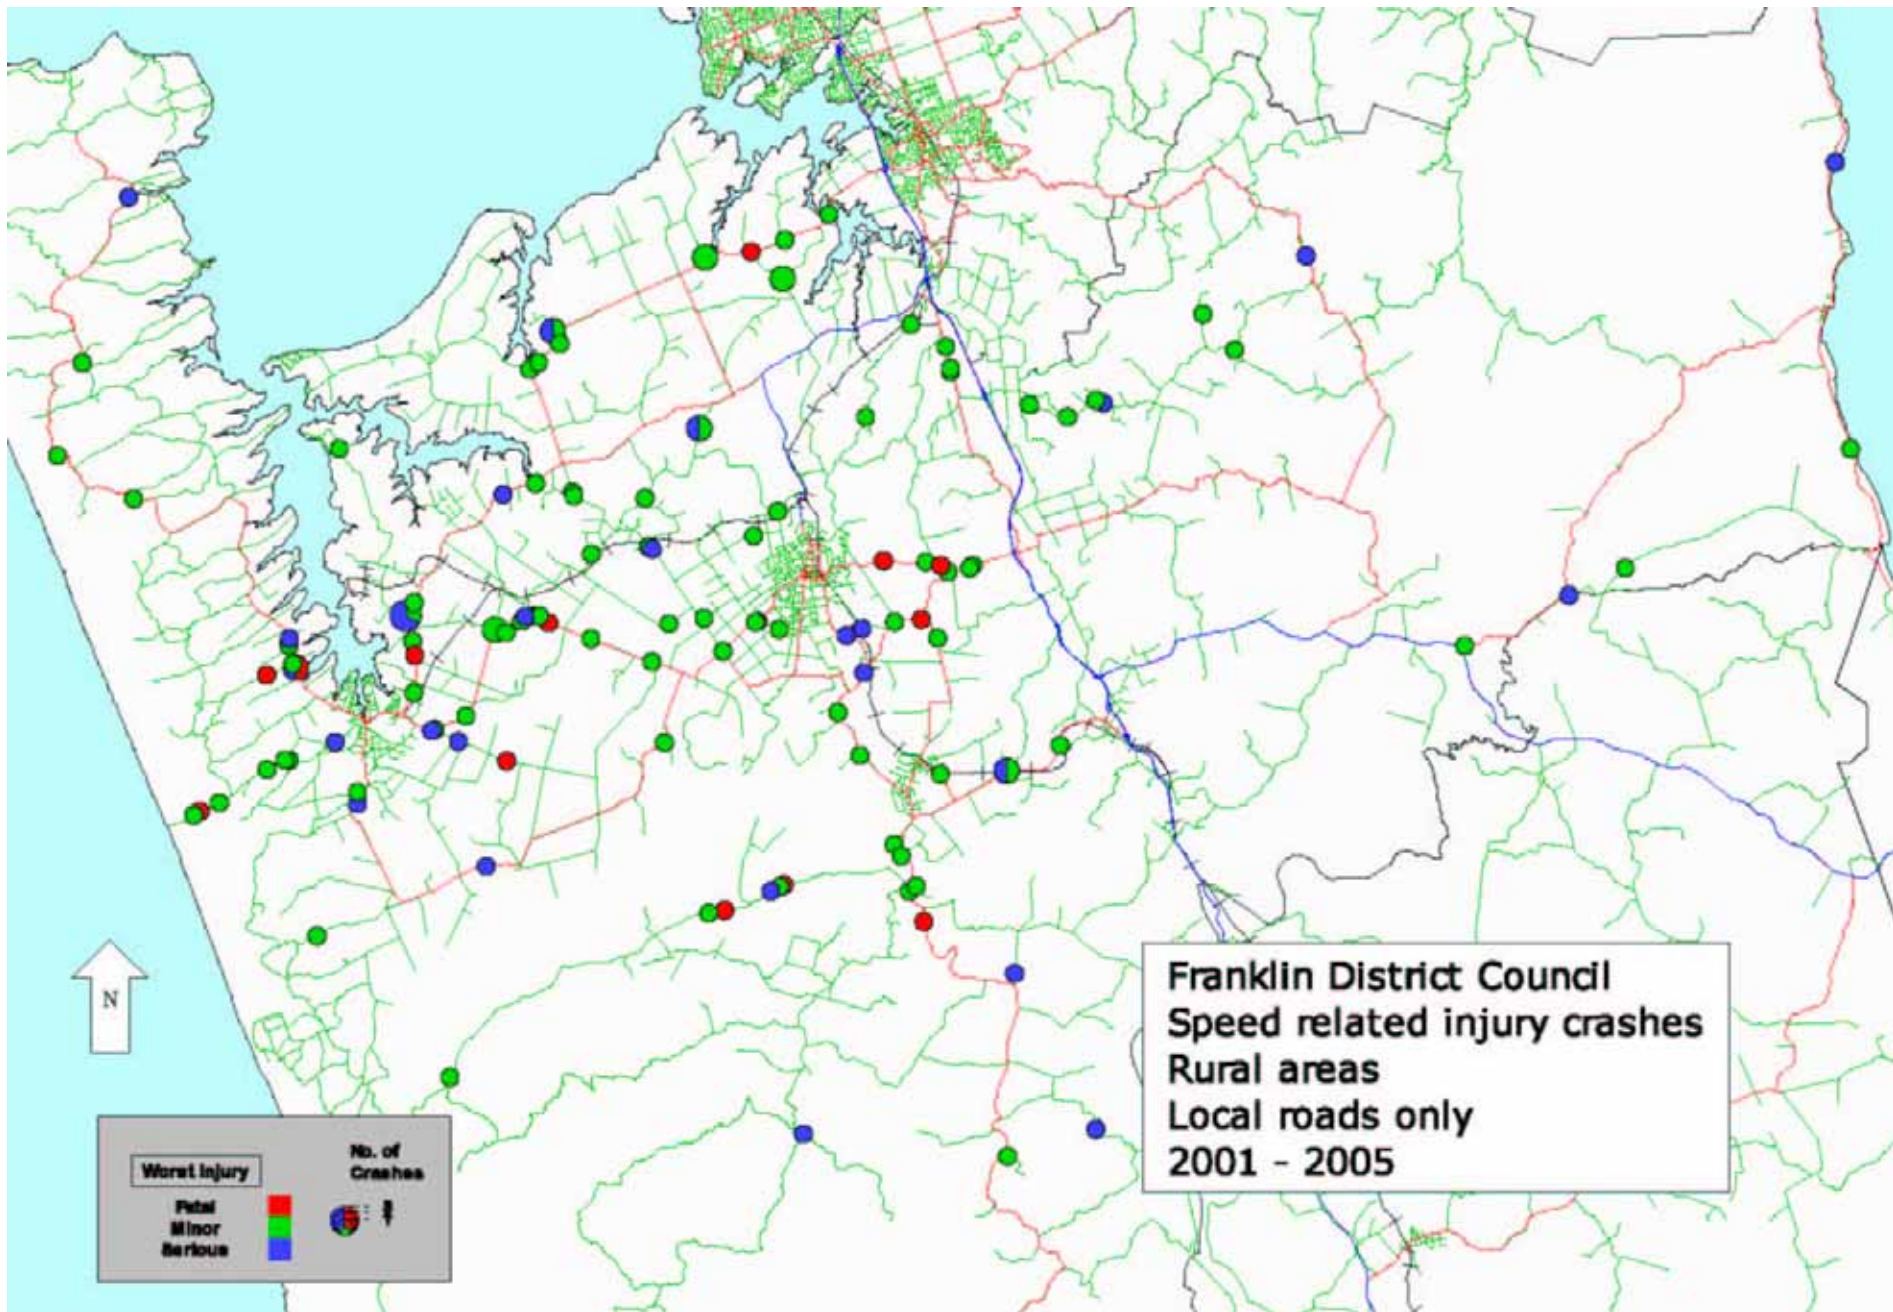 N
Franklin District Council
Speed related injury crashes
Rural areas
Local roads only
2001 - 2005
No. of
Crashes
Worst Injury
Fatal
Minor
Serious